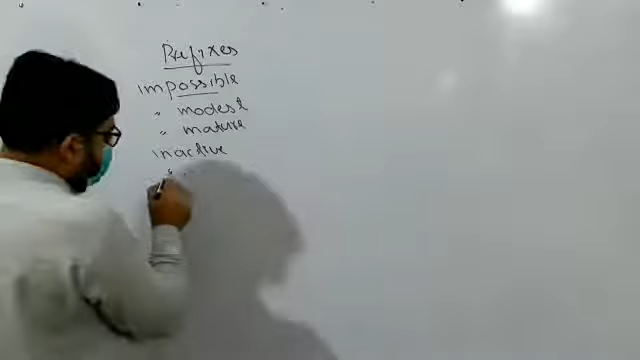 Prefixes
impossible
" modest
" mature
inactive
"